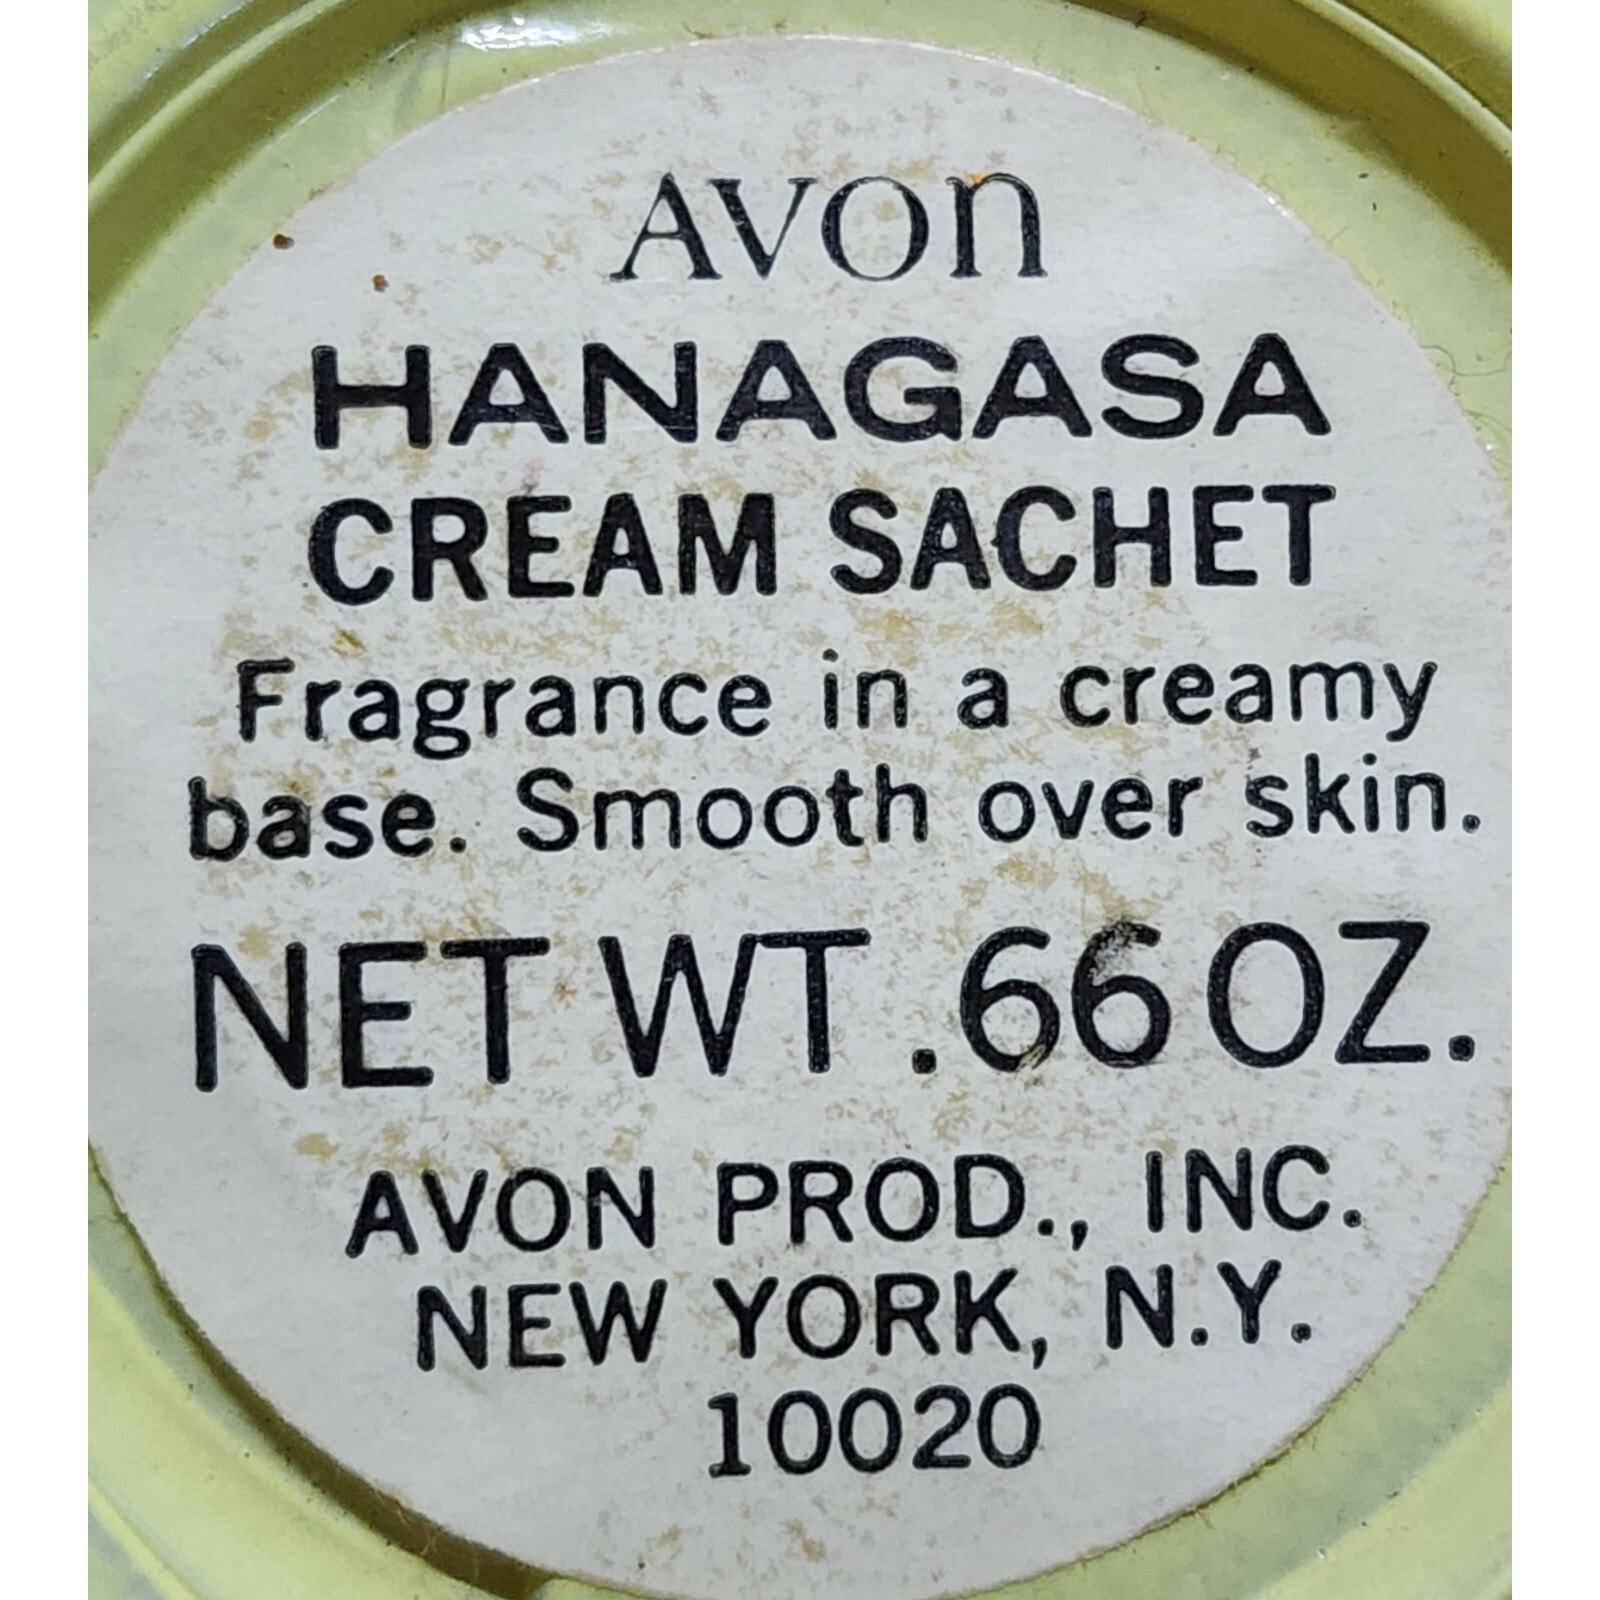 Avon
HANAGASA
CREAM SACHET
Fragrance in a creamy
base. Smooth over skin.
NET WT .66 OZ.
AVON PROD., INC.
NEW YORK, N.Y.
10020